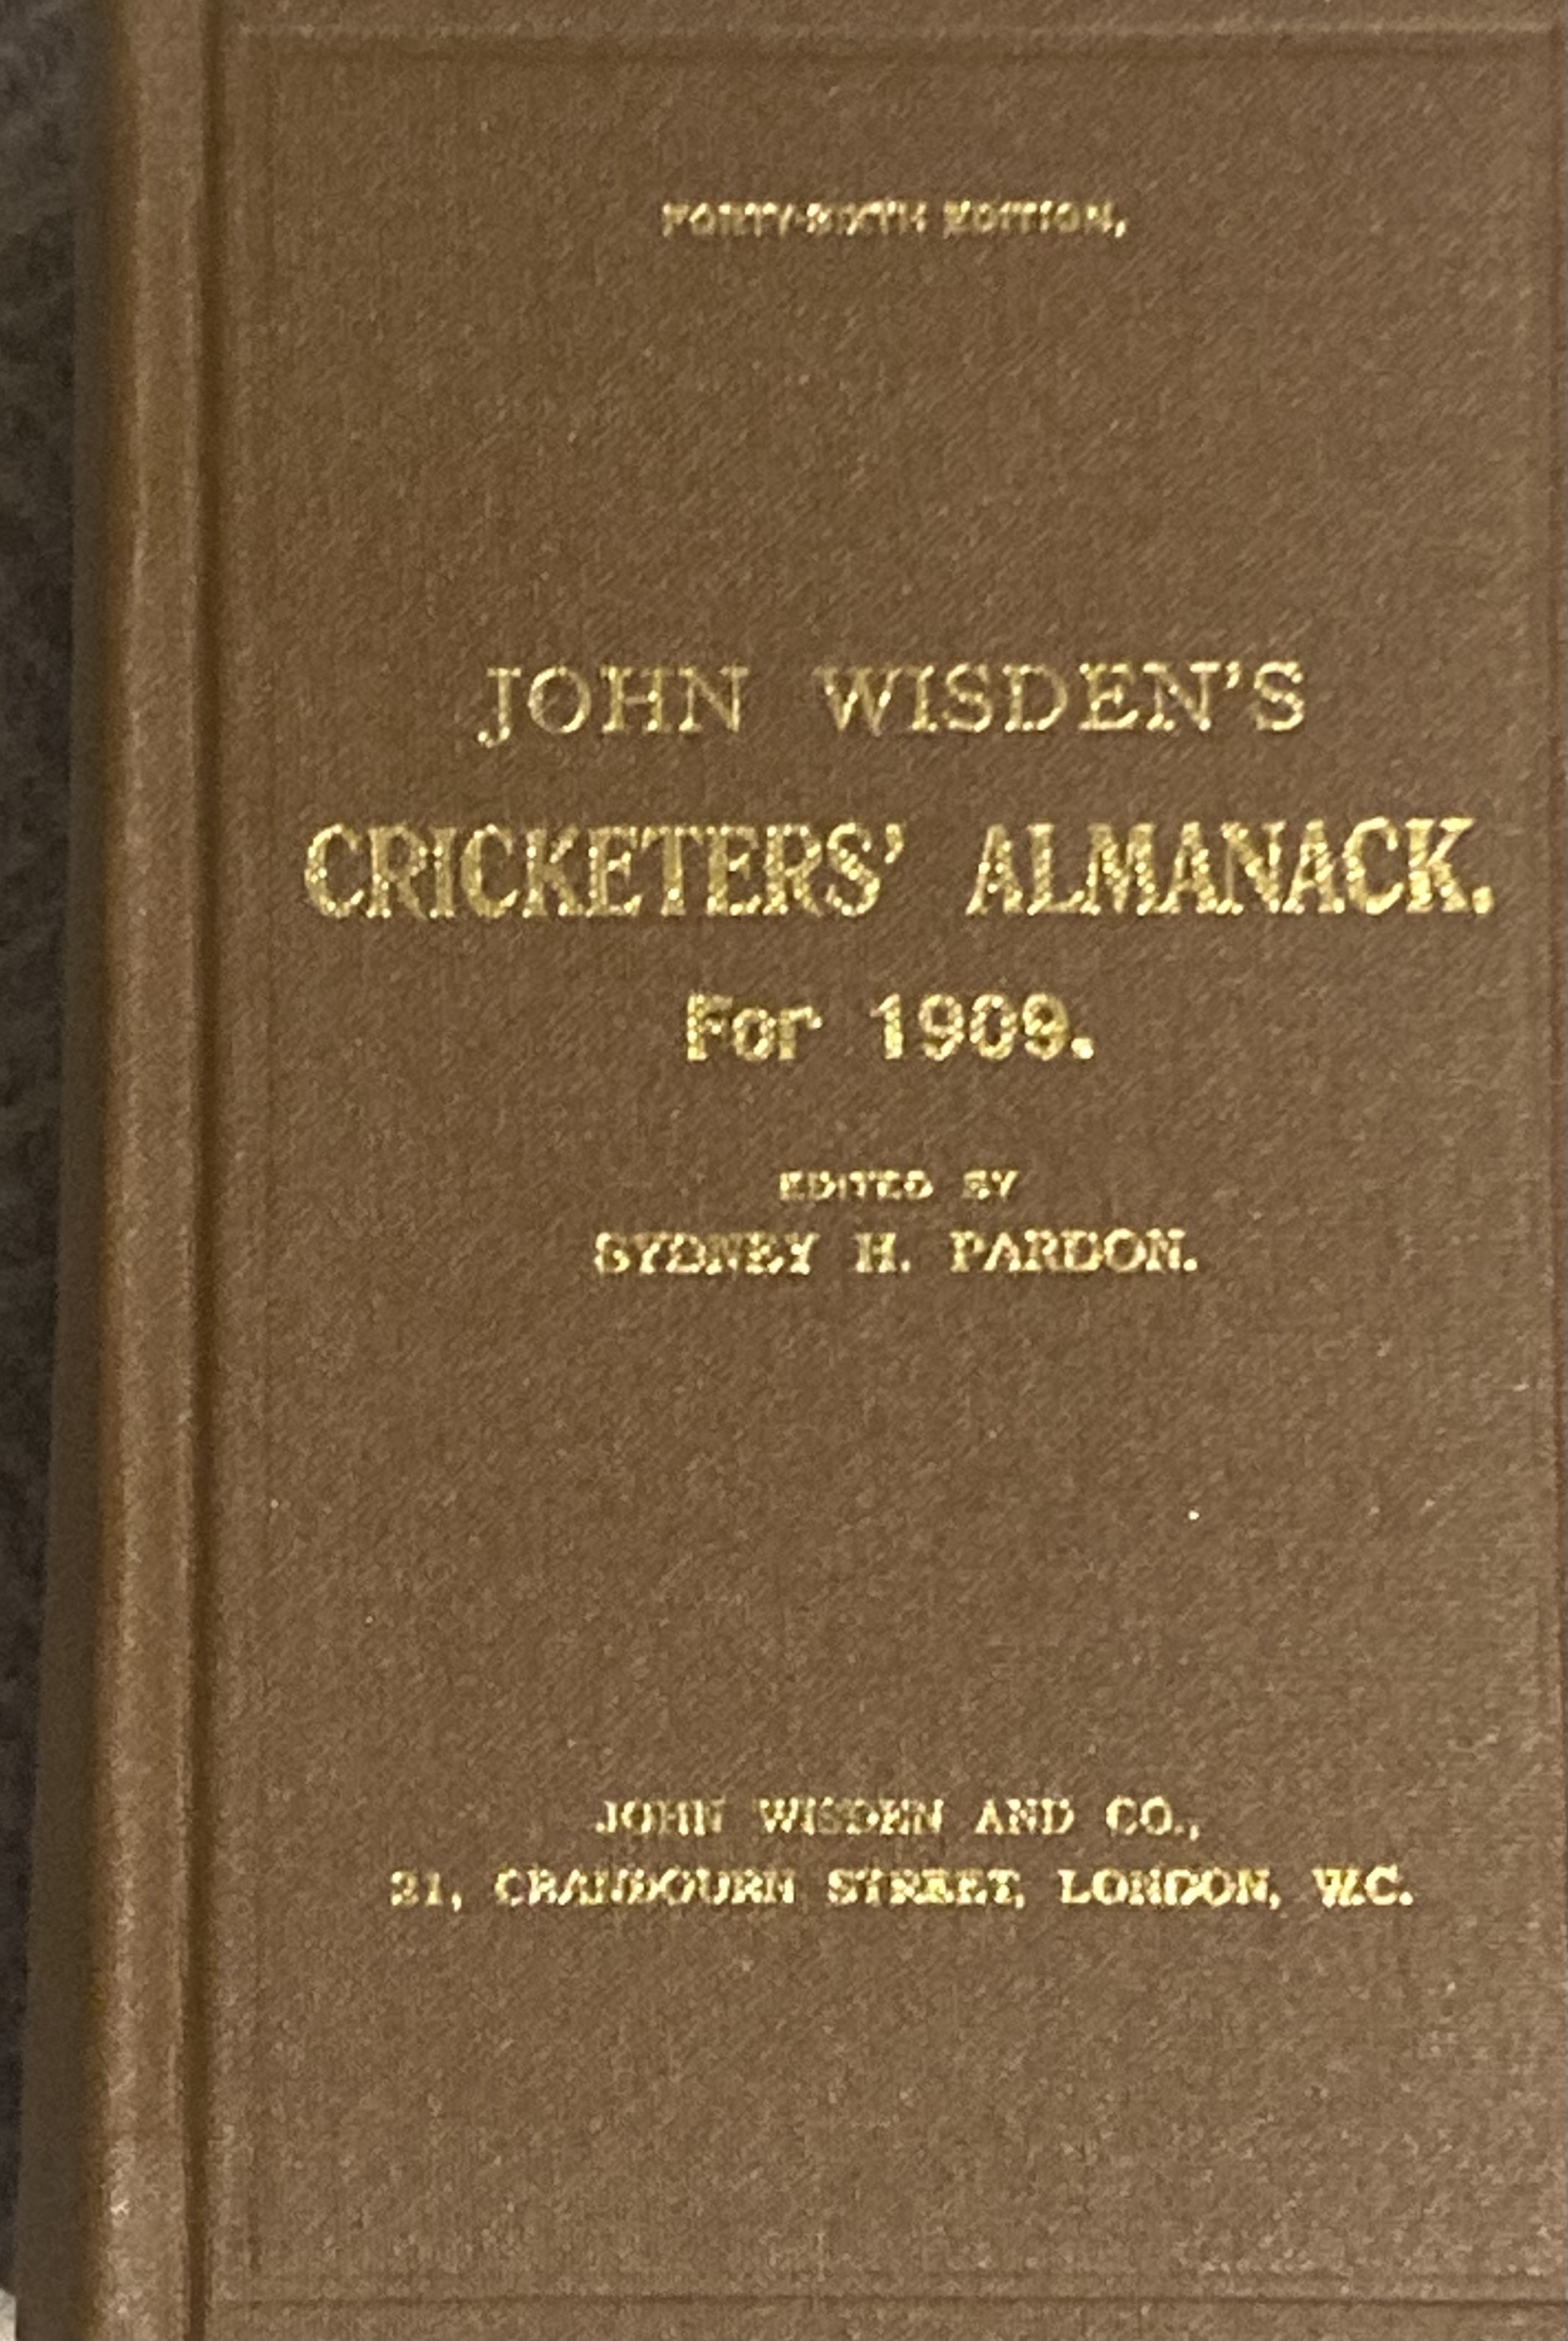 FORTY-SIXTH EDITION,
JOHN WISDEN'S
CRICKETERS' ALMANACK.
For 1909.
EDITED BY
SYDNEY H. PARDON.
JOHN WISDEN AND CO.,
21, CRANBOURN STREET, LONDON, W.C.